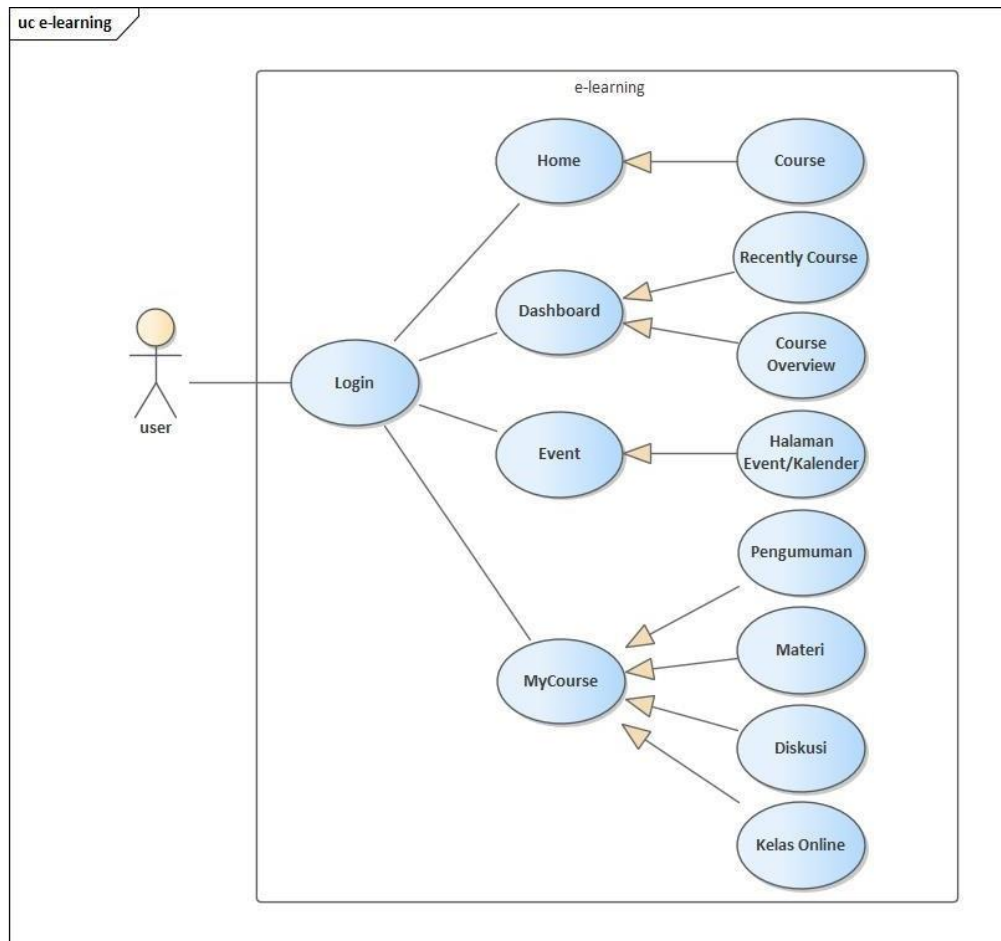 uc e-learning
e-learning
Home
Course
Recently Course
Dashboard
Course
Overview
user
Login
Event
Halaman
Event/Kalender
Pengumuman
MyCourse
Materi
Diskusi
Kelas Online